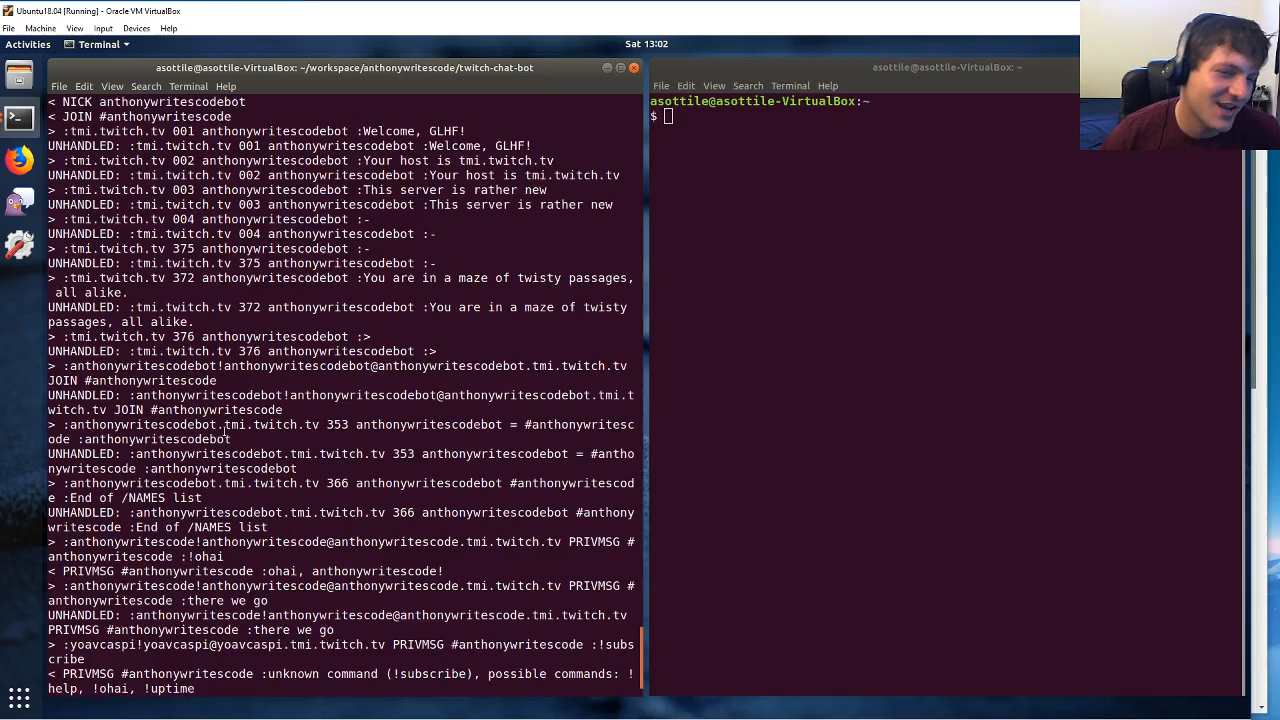 Ubuntu18.04 [Running] - Oracle VM VirtualBox
File Machine View Input Devices Help
Activities Terminal Sat 13:02
asottile@asottile-VirtualBox: ~/workspace/anthonywritescode/twitch-chat-bot
File Edit View Search Terminal Help
< NICK anthonywritescodebot
< JOIN #anthonywritescode
> :tmi.twitch.tv 001 anthonywritescodebot :Welcome, GLHF!
UNHANDLED: :tmi.twitch.tv 001 anthonywritescodebot :Welcome, GLHF!
> :tmi.twitch.tv 002 anthonywritescodebot :Your host is tmi.twitch.tv
UNHANDLED: :tmi.twitch.tv 002 anthonywritescodebot :Your host is tmi.twitch.tv
> :tmi.twitch.tv 003 anthonywritescodebot :This server is rather new
UNHANDLED: :tmi.twitch.tv 003 anthonywritescodebot :This server is rather new
> :tmi.twitch.tv 004 anthonywritescodebot :-
UNHANDLED: :tmi.twitch.tv 004 anthonywritescodebot :-
> :tmi.twitch.tv 375 anthonywritescodebot :-
UNHANDLED: :tmi.twitch.tv 375 anthonywritescodebot :-
> :tmi.twitch.tv 372 anthonywritescodebot :You are in a maze of twisty passages,
all alike.
UNHANDLED: :tmi.twitch.tv 372 anthonywritescodebot :You are in a maze of twisty
passages, all alike.
> :tmi.twitch.tv 376 anthonywritescodebot :>
UNHANDLED: :tmi.twitch.tv 376 anthonywritescodebot :>
> :anthonywritescodebot!anthonywritescodebot@anthonywritescodebot.tmi.twitch.tv
JOIN #anthonywritescode
UNHANDLED: :anthonywritescodebot!anthonywritescodebot@anthonywritescodebot.tmi.t
witch.tv JOIN #anthonywritescode
> :anthonywritescodebot.tmi.twitch.tv 353 anthonywritescodebot = #anthonywritesc
ode :anthonywritescodebot
UNHANDLED: :anthonywritescodebot.tmi.twitch.tv 353 anthonywritescodebot = #antho
nywritescode :anthonywritescodebot
> :anthonywritescodebot.tmi.twitch.tv 366 anthonywritescodebot #anthonywritescod
e :End of /NAMES list
UNHANDLED: :anthonywritescodebot.tmi.twitch.tv 366 anthonywritescodebot #anthony
writescode :End of /NAMES list
> :anthonywritescode!anthonywritescode@anthonywritescode.tmi.twitch.tv PRIVMSG #
anthonywritescode :!ohai
< PRIVMSG #anthonywritescode :ohai, anthonywritescode!
> :anthonywritescode!anthonywritescode@anthonywritescode.tmi.twitch.tv PRIVMSG #
anthonywritescode :there we go
UNHANDLED: :anthonywritescode!anthonywritescode@anthonywritescode.tmi.twitch.tv
PRIVMSG #anthonywritescode :there we go
> :yoavcaspi!yoavcaspi@yoavcaspi.tmi.twitch.tv PRIVMSG #anthonywritescode :!subs
cribe
< PRIVMSG #anthonywritescode :unknown command (!subscribe), possible commands: !
help, !ohai, !uptime
asottile@asottile-VirtualBox: ~
File Edit View Search Terminal Help
asottile@asottile-VirtualBox:~
$